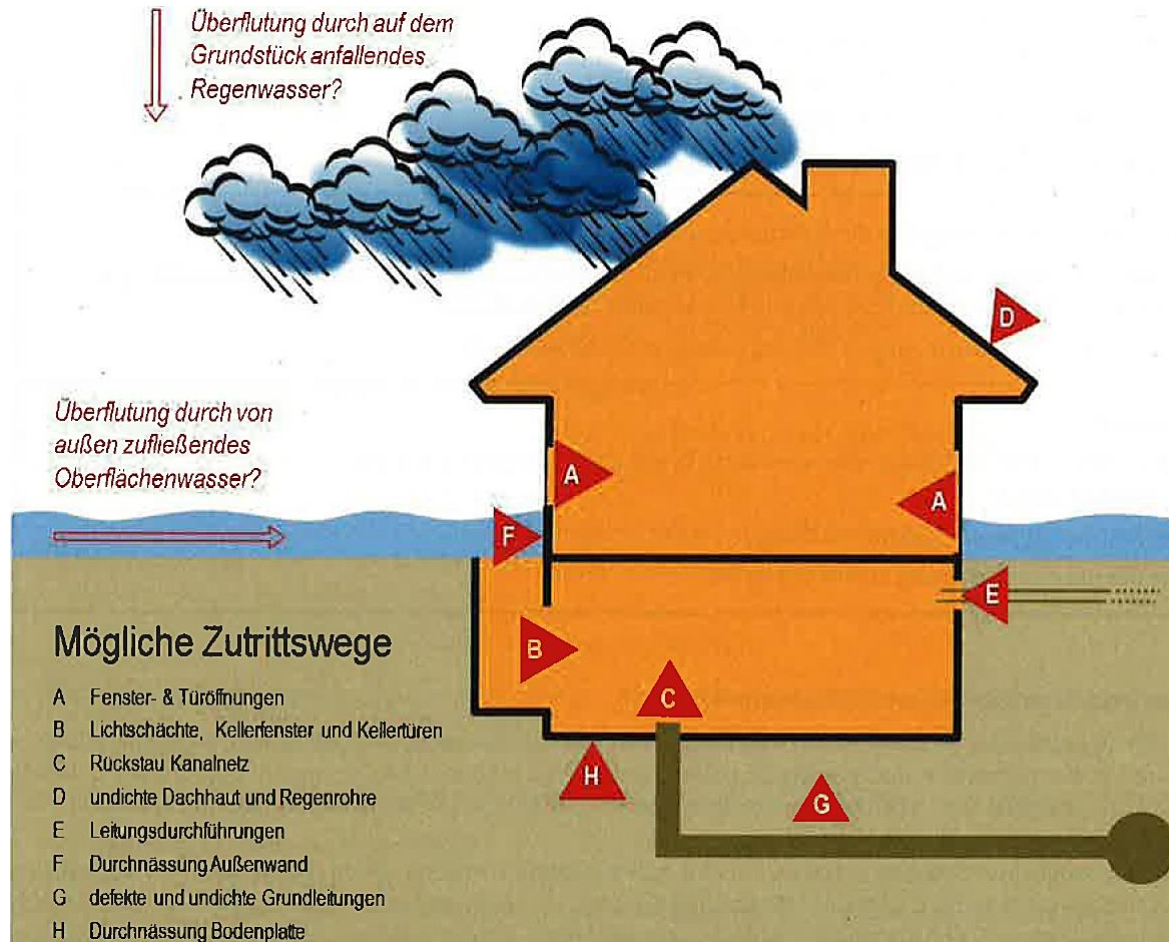 Überflutung durch auf dem
Grundstück anfallendes
Regenwasser?
D
Überflutung durch von
außen zufließendes
Oberflächenwasser?
A
A
F
E
Mögliche Zutrittswege
B
A Fenster- & Türöffnungen
C
B Lichtschächte, Kellerfenster und Kellertüren
C Rückstau Kanalnetz
H
D undichte Dachhaut und Regenrohre
G
E Leitungsdurchführungen
F Durchnässung Außenwand
G defekte und undichte Grundleitungen
H Durchnässung Bodenplatte